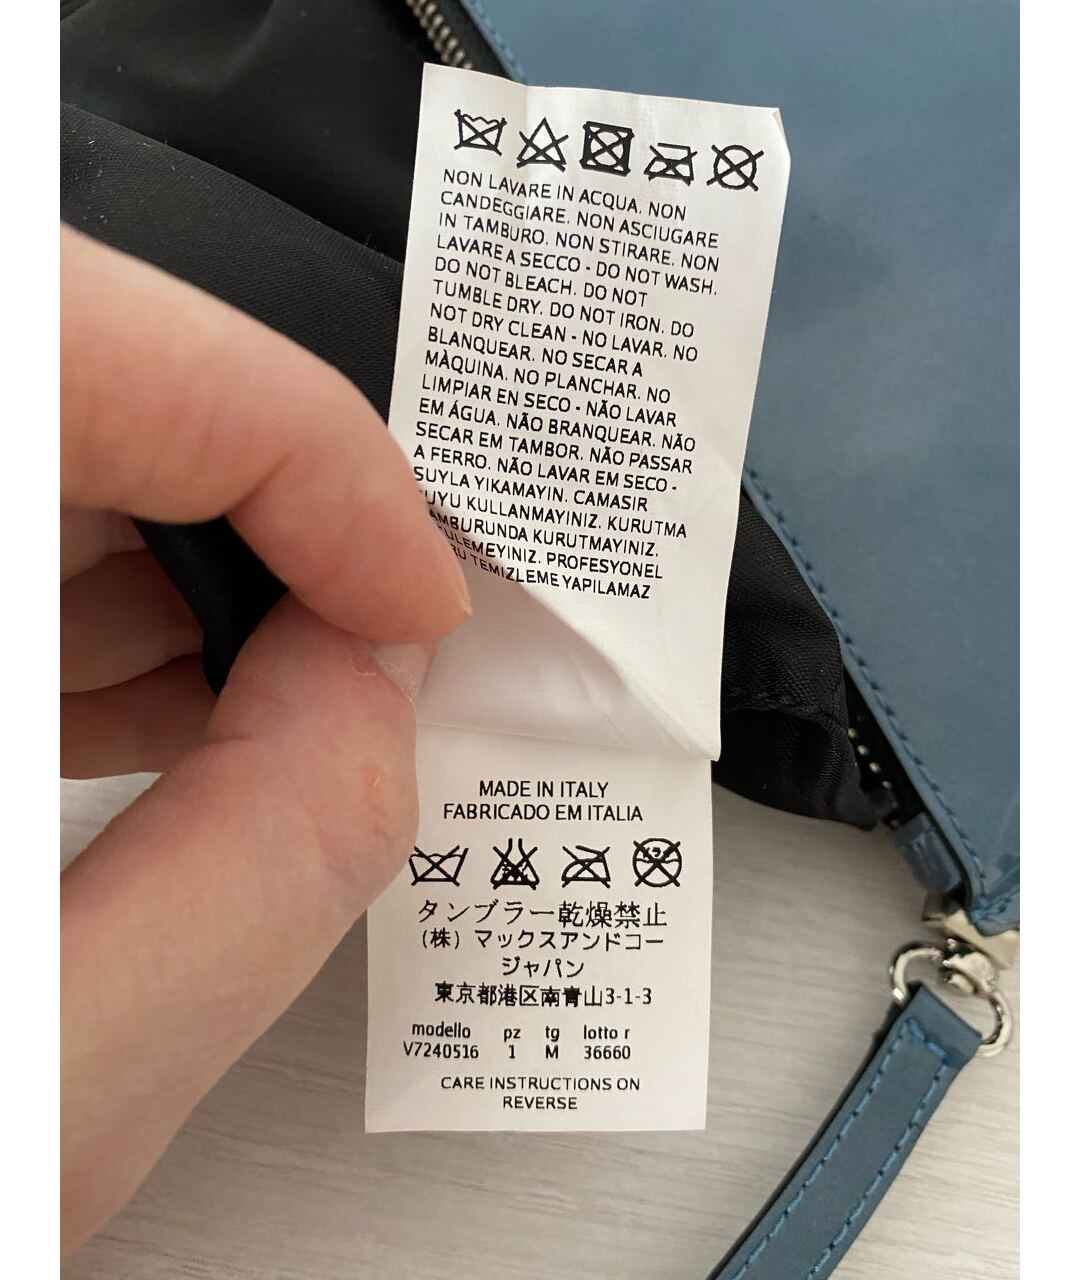 NON LAVARE IN ACQUA. NON
CANDEGGIARE. NON ASCIUGARE
IN TAMBURO. NON STIRARE. NON
LAVARE A SECCO - DO NOT WASH.
DO NOT BLEACH. DO NOT
TUMBLE DRY. DO NOT IRON. DO
NOT DRY CLEAN - NO LAVAR. NO
BLANQUEAR. NO SECAR A
MÀQUINA. NO PLANCHAR. NO
LIMPIAR EN SECO - NÃO LAVAR
EM ÁGUA. NÃO BRANQUEAR. NÃO
SECAR EM TAMBOR. NÃO PASSAR
A FERRO. NÃO LAVAR EM SECO -
SUYLA YIKAMAYIN. CAMASIR
SUYU KULLANMAYINIZ. KURUTMA
KURUTMAYINIZ.
PROFESYONEL
TEMIZLEME YAPILAMAZ
MADE IN ITALY
FABRICADO EM ITALIA
タンブラー乾燥禁止
(株) マックスアンドコー
ジャパン
東京都港区南青山3-1-3
modello pz tg lotto r
V7240516 1 M 36660
CARE INSTRUCTIONS ON
REVERSE